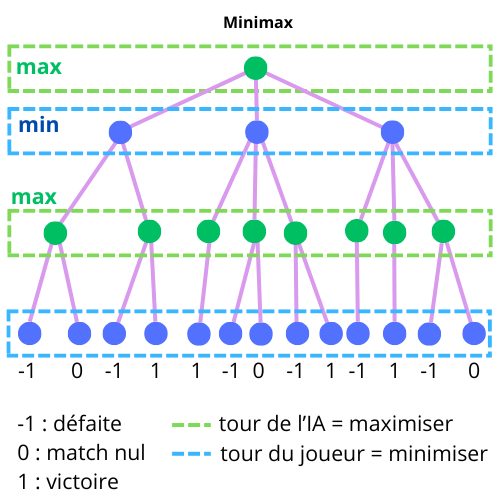 Minimax
max
min
max
-1 0 -1 1 1 -1 0 -1 1 -1 1 -1 0
-1 : défaite
0 : match nul
1 : victoire
tour de l’IA = maximiser
tour du joueur = minimiser